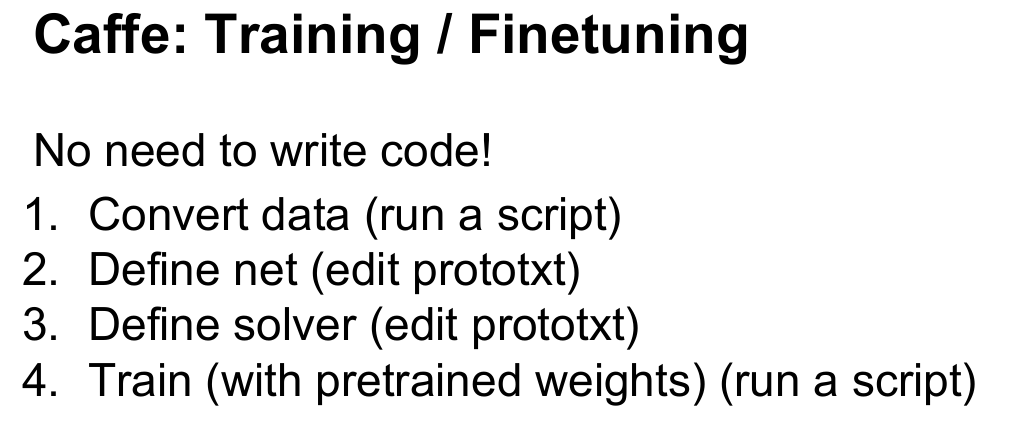 Caffe: Training / Finetuning
No need to write code!
1. Convert data (run a script)
2. Define net (edit prototxt)
3. Define solver (edit prototxt)
4. Train (with pretrained weights) (run a script)